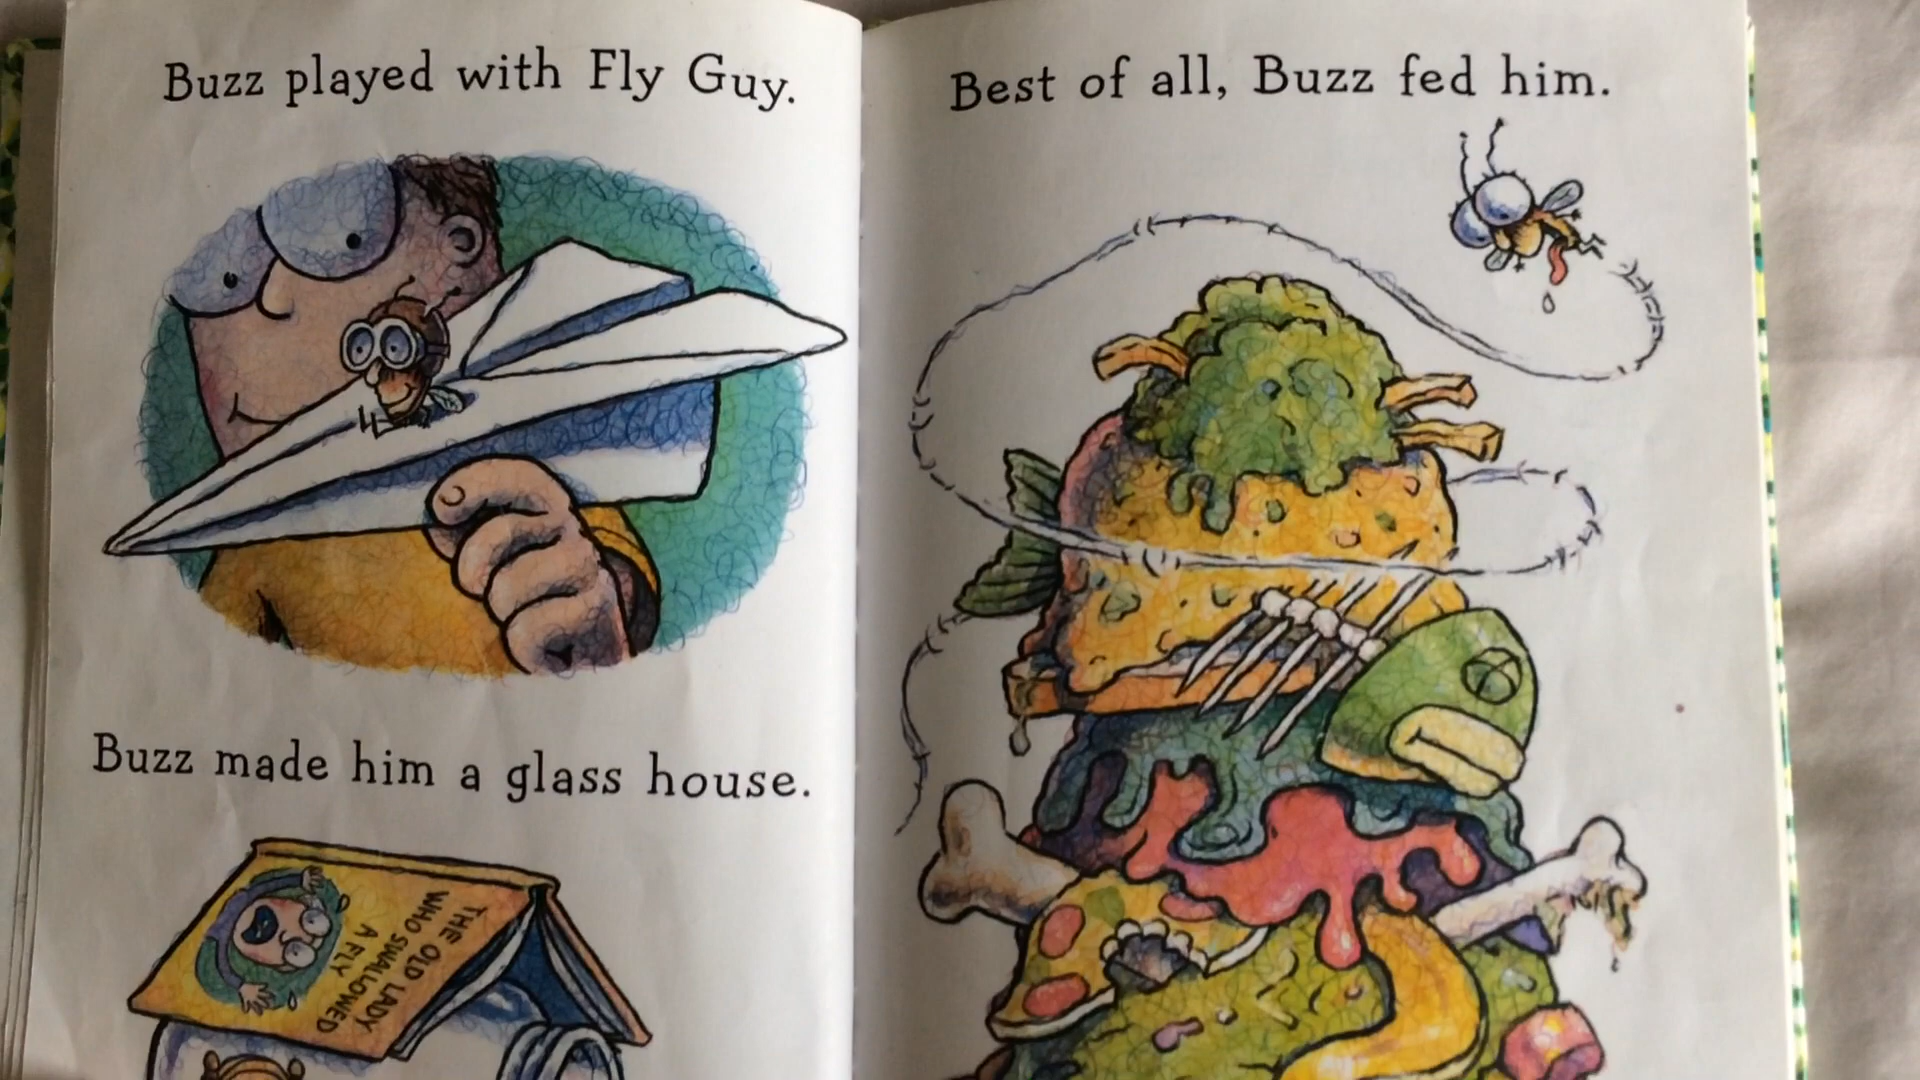 Buzz played with Fly Guy.
Buzz made him a glass house.
THE OLD LADY
WHO SWALLOWED
A FLY
Best of all, Buzz fed him.